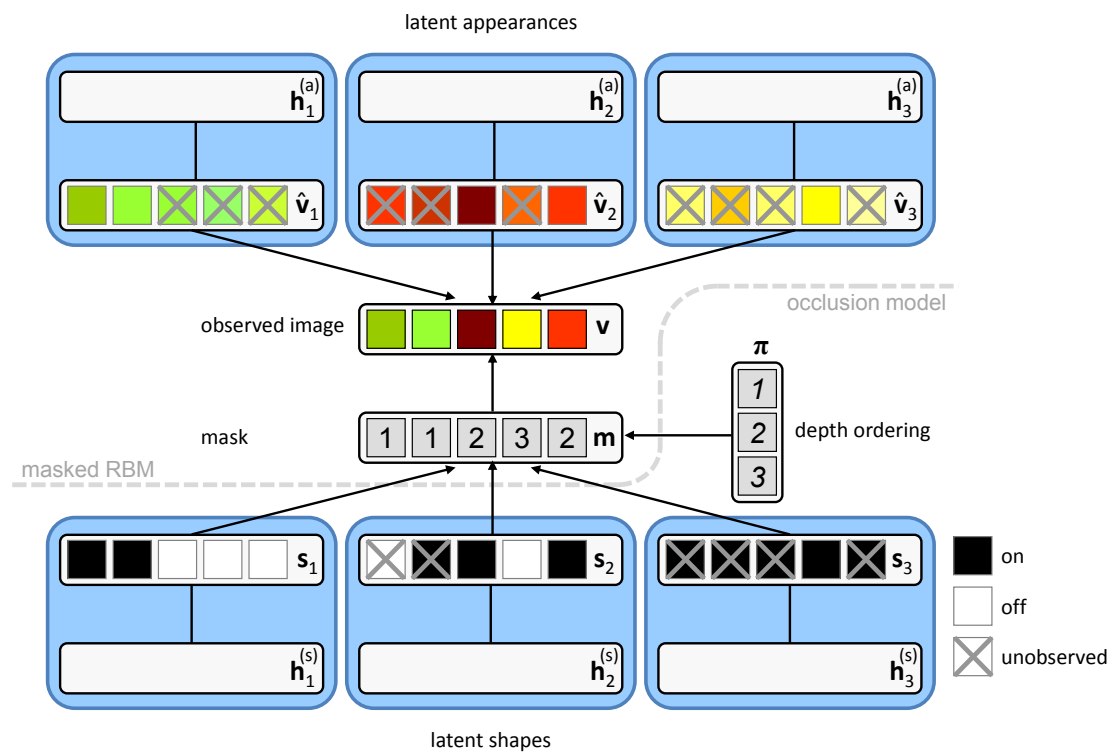 latent appearances
h₁⁽ᵃ⁾
h₂⁽ᵃ⁾
h₃⁽ᵃ⁾
v̂₁
v̂₂
v̂₃
occlusion model
observed image
v
π
1
2
3
depth ordering
mask
1 1 2 3 2 m
masked RBM
s₁
s₂
s₃
on
off
unobserved
h₁⁽ˢ⁾
h₂⁽ˢ⁾
h₃⁽ˢ⁾
latent shapes